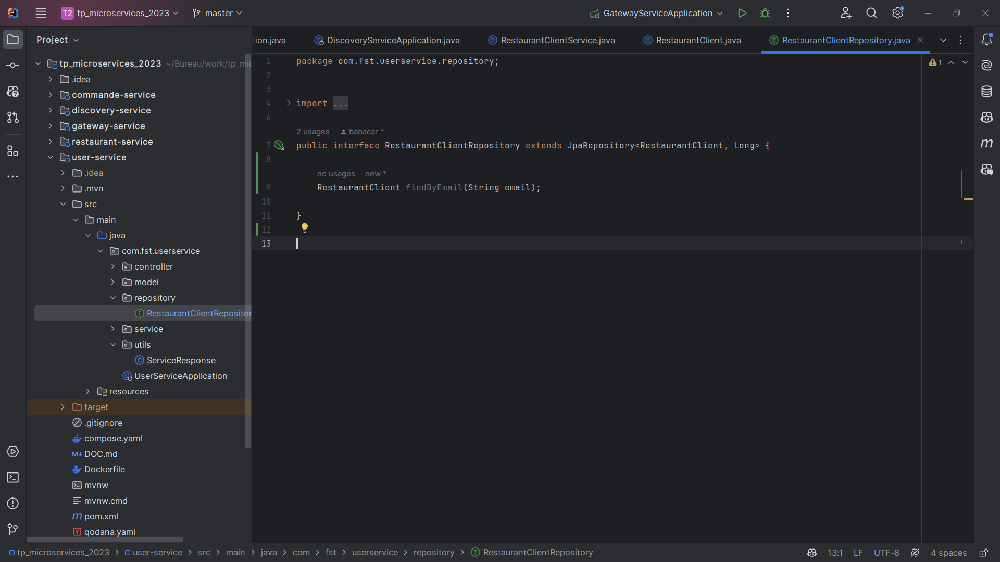 T2 tp_microservices_2023 master GatewayServiceApplication
Project
tion.java DiscoveryServiceApplication.java RestaurantClientService.java RestaurantClient.java RestaurantClientRepository.java
tp_microservices_2023 ~/Bureau/work/tp_mic
.idea
commande-service
discovery-service
gateway-service
restaurant-service
user-service
.idea
.mvn
src
main
java
com.fst.userservice
controller
model
repository
RestaurantClientRepositor
service
utils
ServiceResponse
UserServiceApplication
resources
target
.gitignore
compose.yaml
DOC.md
Dockerfile
mvnw
mvnw.cmd
pom.xml
qodana.yaml
1 package com.fst.userservice.repository;
2
3
4 import ...
6
2 usages babacar *
7 public interface RestaurantClientRepository extends JpaRepository<RestaurantClient, Long> {
8
no usages new *
9 RestaurantClient findByEmail(String email);
10
11 }
12
13
1
tp_microservices_2023 > user-service > src > main > java > com > fst > userservice > repository > RestaurantClientRepository
13:1 LF UTF-8 4 spaces